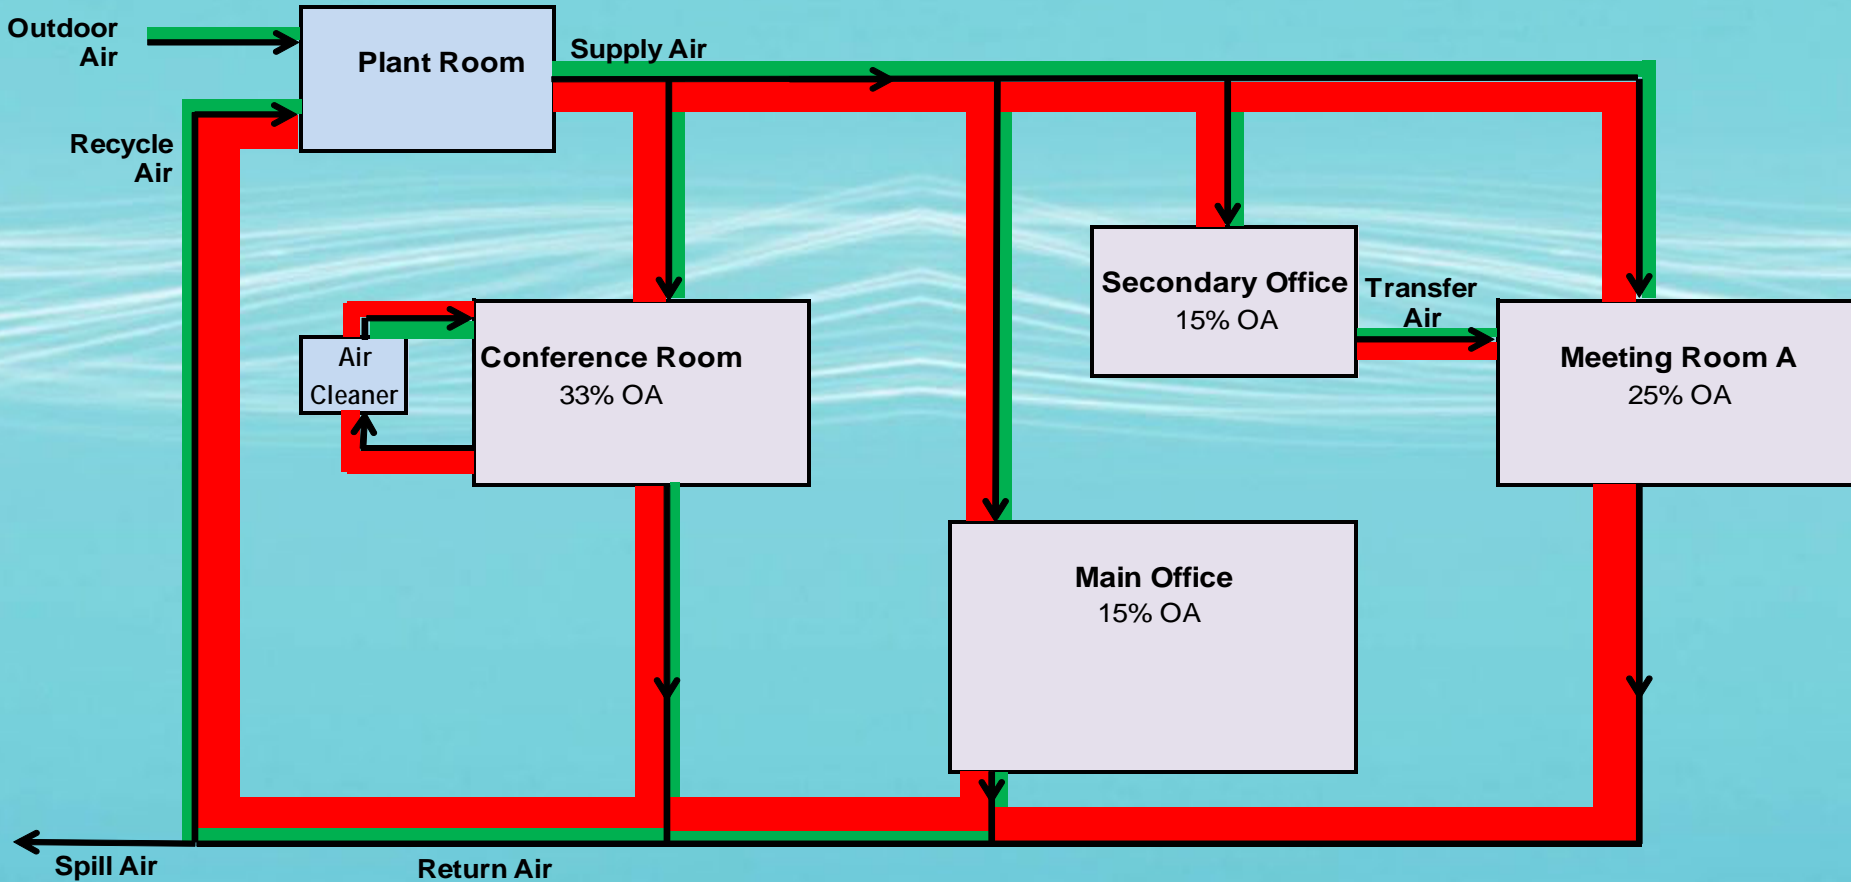 Outdoor
Air
Plant Room
Supply Air
Recycle
Air
Secondary Office
15% OA
Transfer
Air
Air
Cleaner
Conference Room
33% OA
Meeting Room A
25% OA
Main Office
15% OA
Spill Air
Return Air